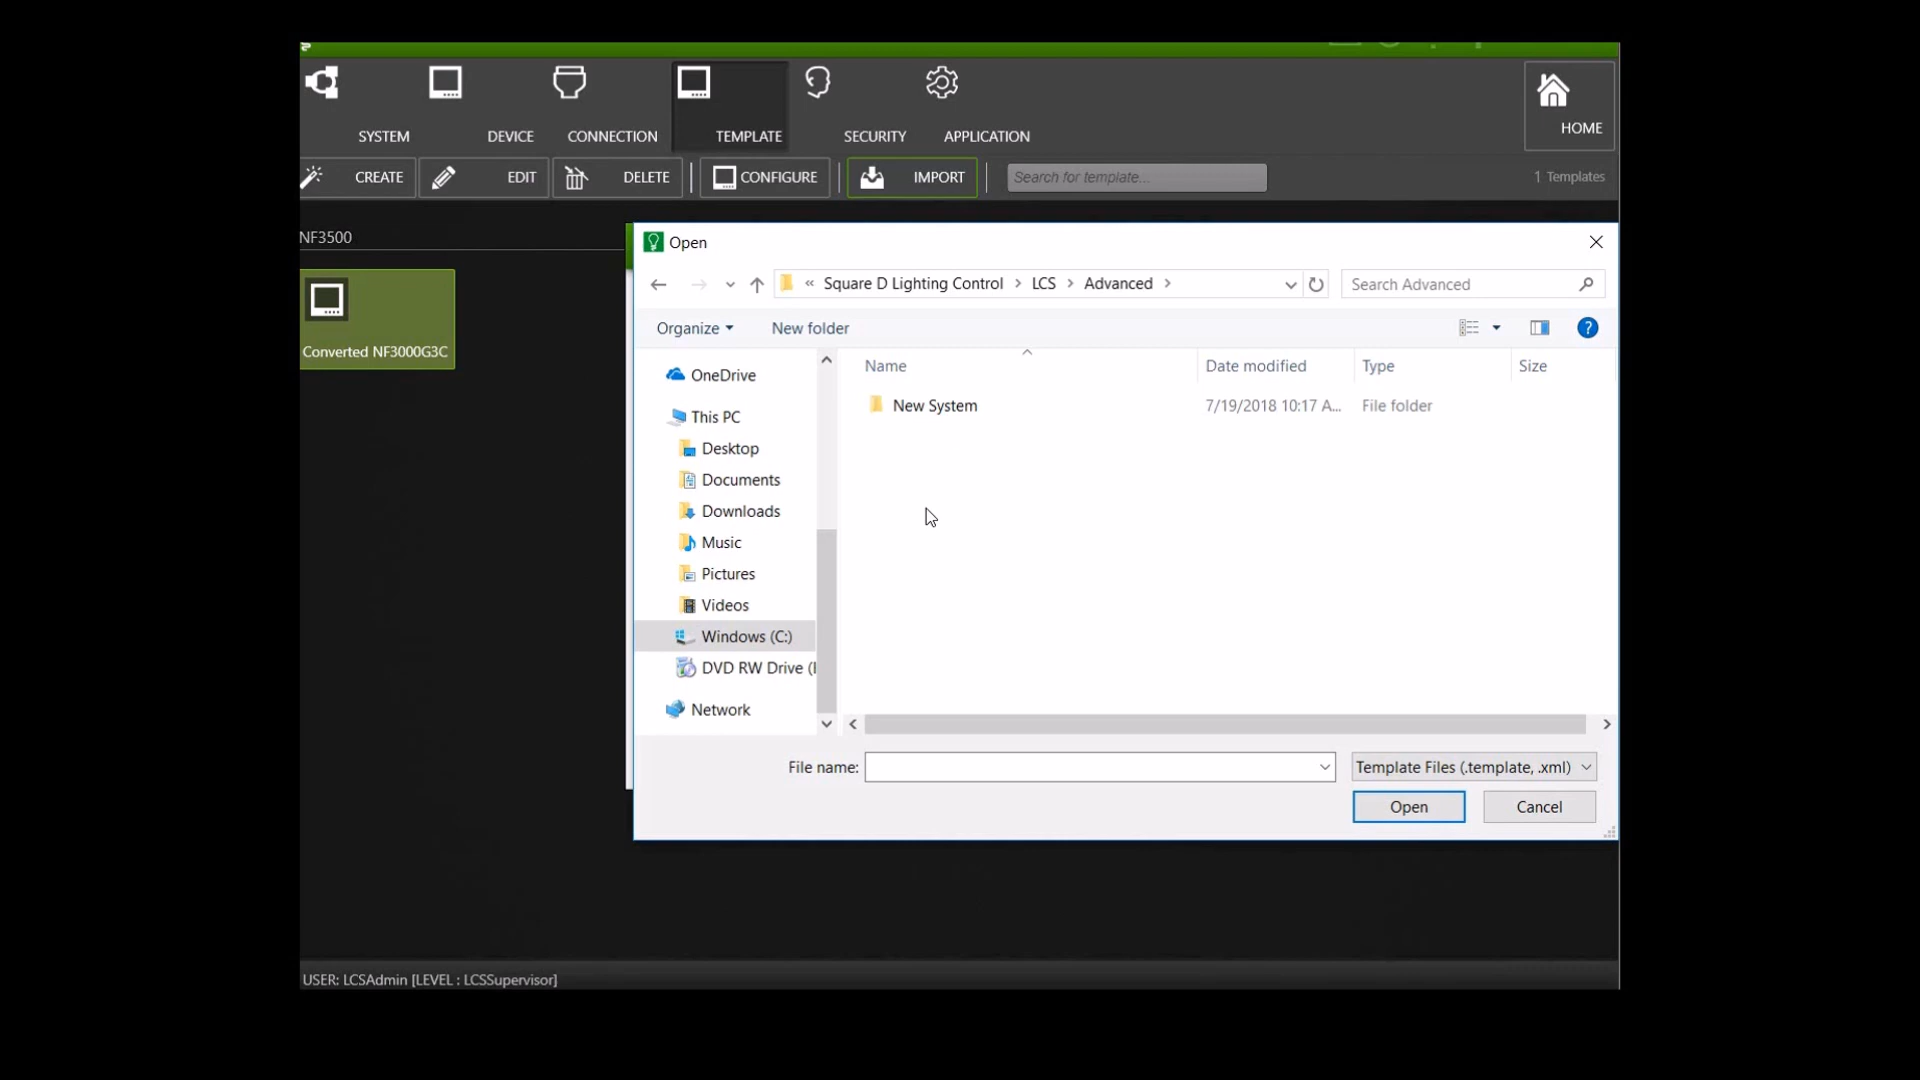 SYSTEM
DEVICE
CONNECTION
TEMPLATE
SECURITY
APPLICATION
HOME
CREATE
EDIT
DELETE
CONFIGURE
IMPORT
Search for template...
1 Templates
NF3500
Converted NF3000G3C
Open
« Square D Lighting Control > LCS > Advanced >
Search Advanced
Organize
New folder
Name
Date modified
Type
Size
New System
7/19/2018 10:17 A...
File folder
OneDrive
This PC
Desktop
Documents
Downloads
Music
Pictures
Videos
Windows (C:)
DVD RW Drive (
Network
File name:
Template Files (.template, .xml)
Open
Cancel
USER: LCSAdmin [LEVEL : LCSSupervisor]